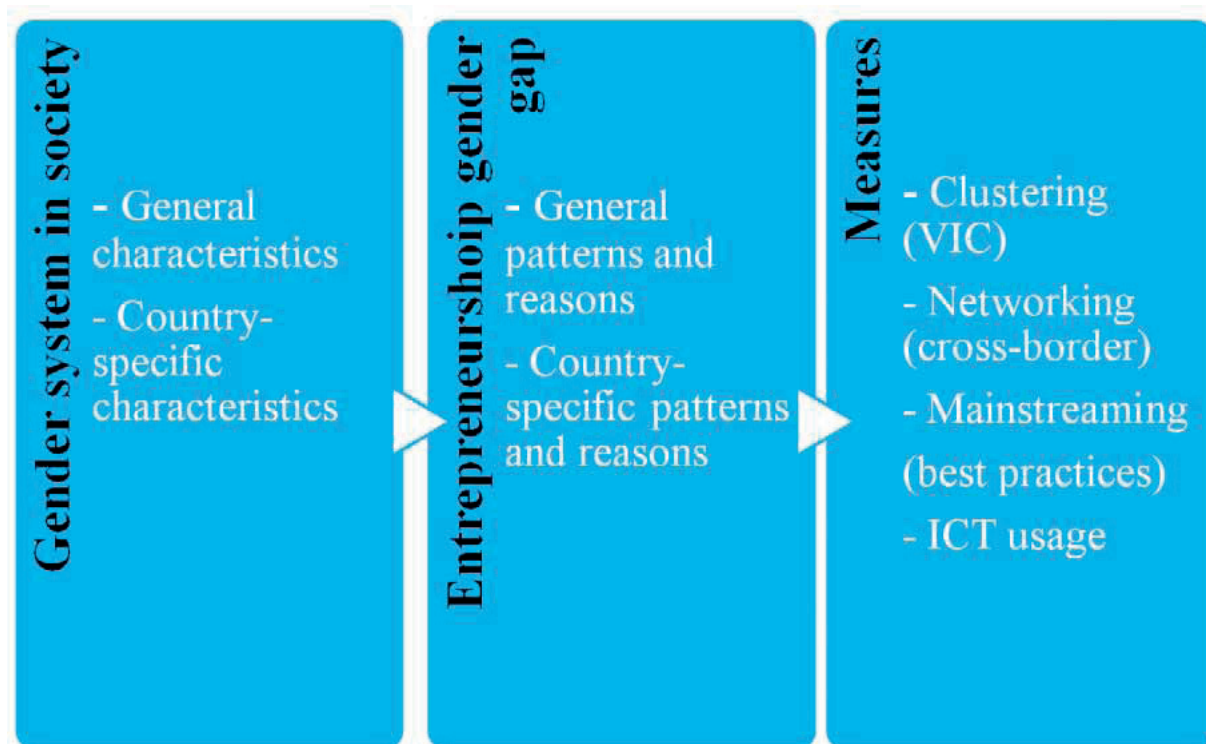 Gender system in society
- General
characteristics
- Country-
specific
characteristics
Entrepreneurshoip gender
gap
- General
patterns and
reasons
- Country-
specific patterns
and reasons
Measures
- Clustering
(VIC)
- Networking
(cross-border)
- Mainstreaming
(best practices)
- ICT usage